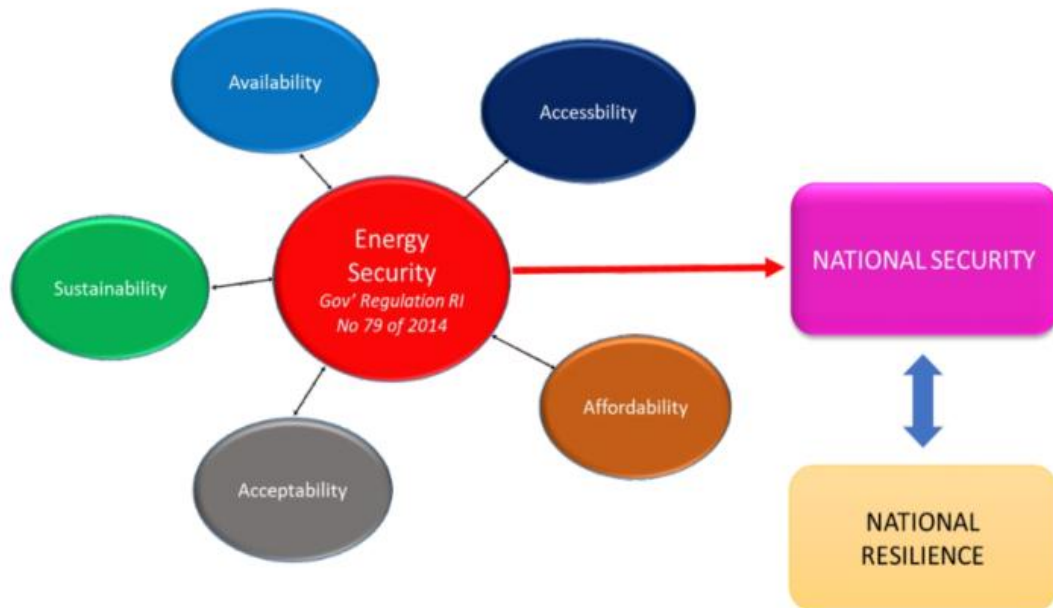 Availability
Accessbility
Energy
Security
Gov' Regulation RI
No 79 of 2014
NATIONAL SECURITY
Sustainability
Affordability
Acceptability
NATIONAL
RESILIENCE